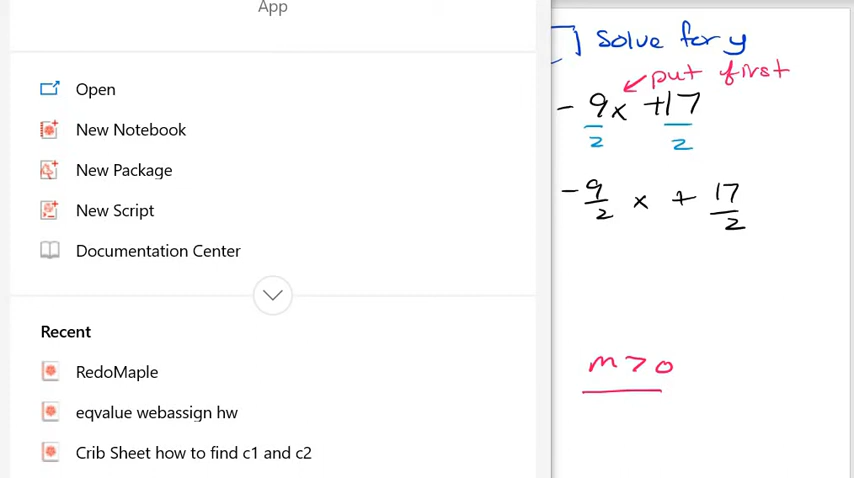 App
Open
New Notebook
New Package
New Script
Documentation Center
Recent
RedoMaple
eqvalue webassign hw
Crib Sheet how to find c1 and c2
Solve for y
put first
- 9x + 17
2 2
- 9/2 x + 17/2
m > 0